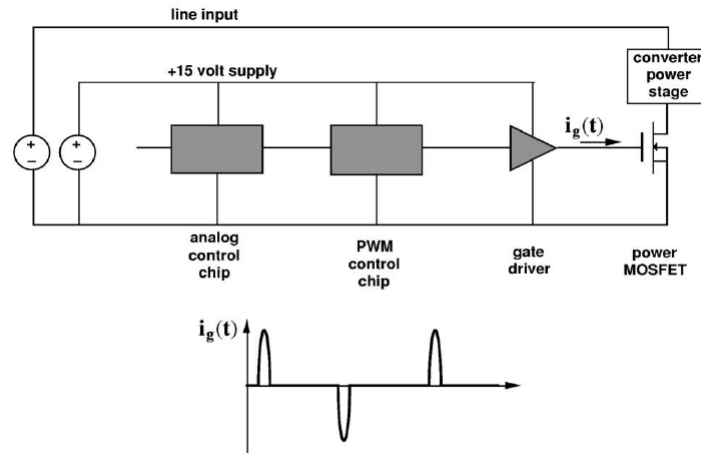 line input
+15 volt supply
converter
power
stage
i_g(t)
+
−
+
−
analog
control
chip
PWM
control
chip
gate
driver
power
MOSFET
i_g(t)